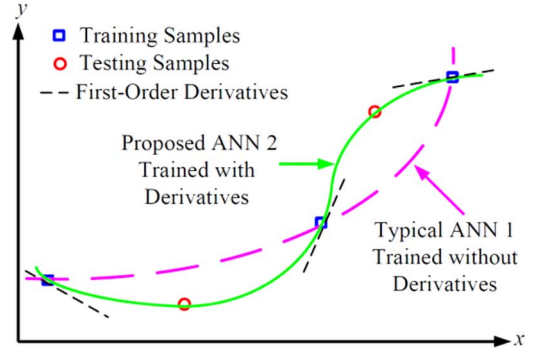 y
Training Samples
Testing Samples
First-Order Derivatives
Proposed ANN 2
Trained with
Derivatives
Typical ANN 1
Trained without
Derivatives
x